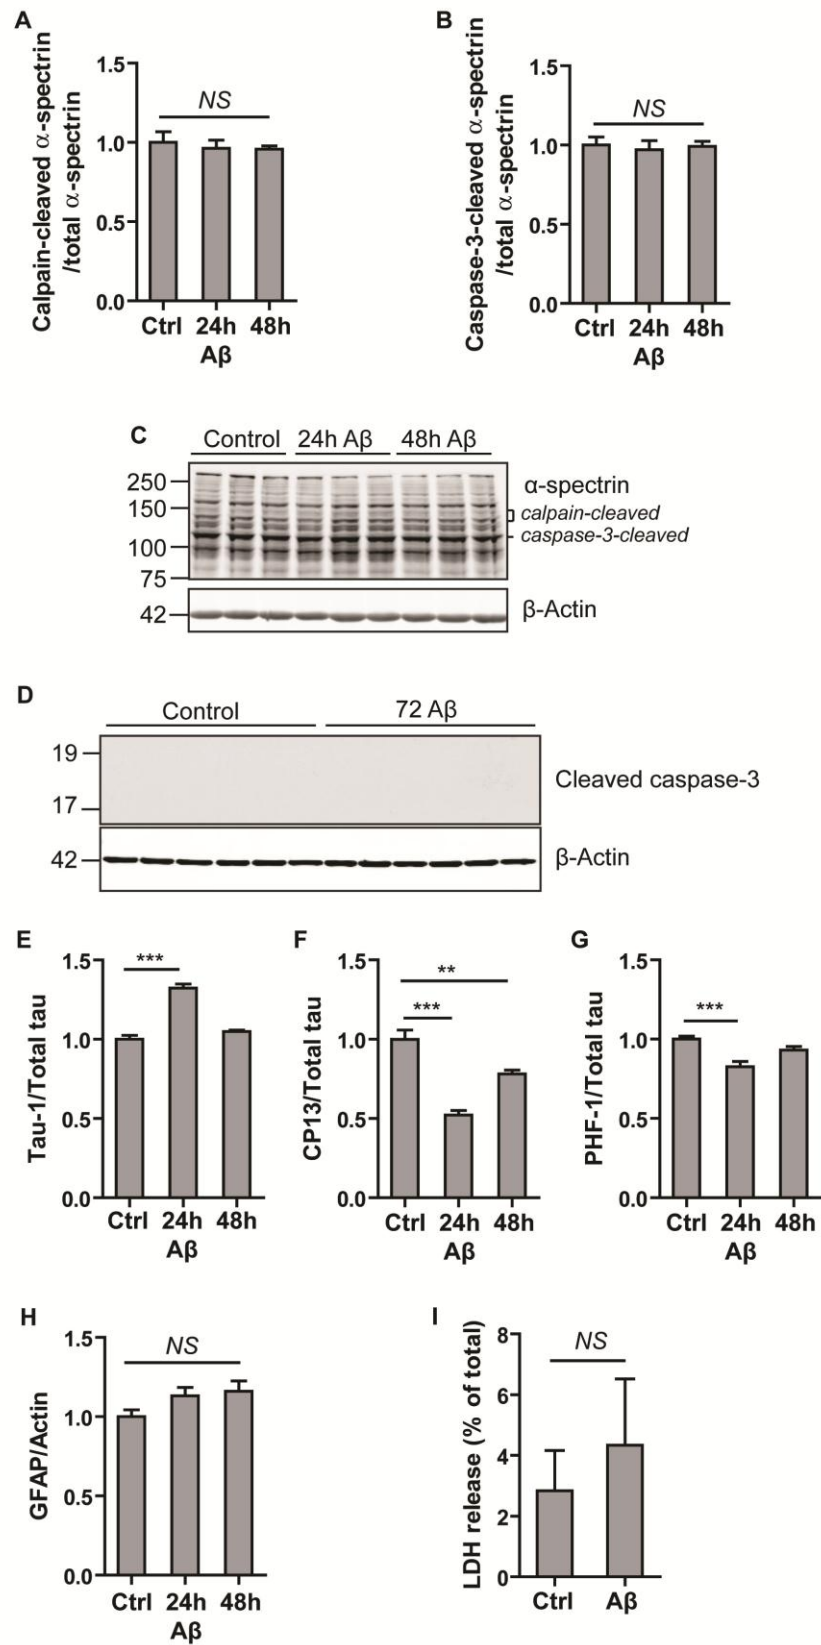 A
Calpain-cleaved α-spectrin
/total α-spectrin
1.5
1.0
0.5
0.0
NS
Ctrl 24h 48h
Aβ
B
Caspase-3-cleaved α-spectrin
/total α-spectrin
1.5
1.0
0.5
0.0
NS
Ctrl 24h 48h
Aβ
C
Control 24h Aβ 48h Aβ
250
150
100
75
42
α-spectrin
calpain-cleaved
caspase-3-cleaved
β-Actin
D
Control 72 Aβ
19
17
42
Cleaved caspase-3
β-Actin
E
Tau-1/Total tau
1.5
1.0
0.5
0.0
***
Ctrl 24h 48h
Aβ
F
CP13/Total tau
1.5
1.0
0.5
0.0
**
***
Ctrl 24h 48h
Aβ
G
PHF-1/Total tau
1.5
1.0
0.5
0.0
***
Ctrl 24h 48h
Aβ
H
GFAP/Actin
1.5
1.0
0.5
0.0
NS
Ctrl 24h 48h
Aβ
I
LDH release (% of total)
8
6
4
2
0
NS
Ctrl Aβ